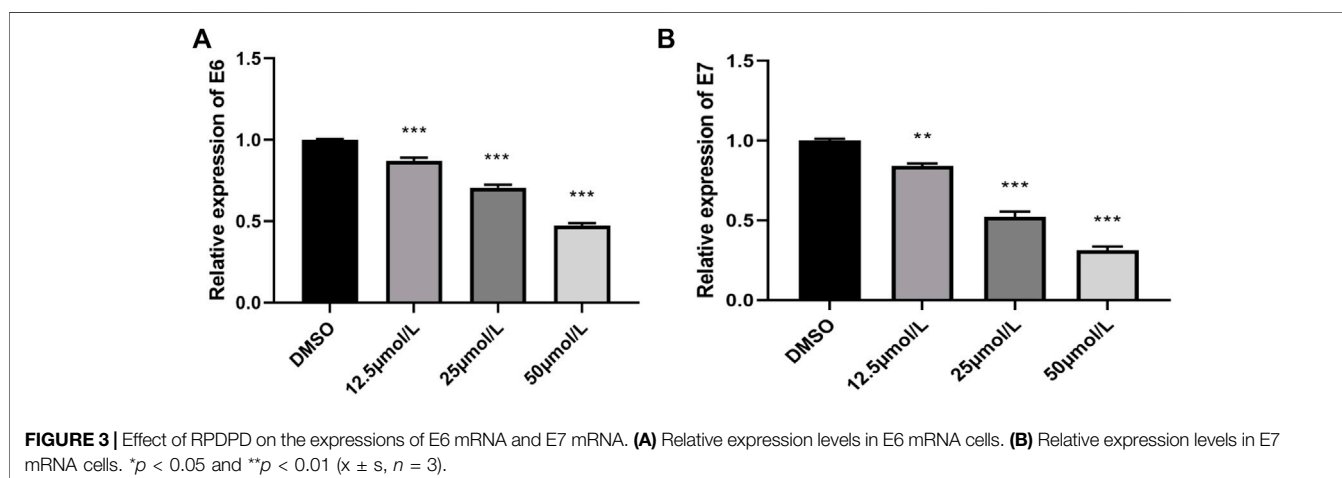 A
Relative expression of E6
1.5
1.0
0.5
0.0
***
***
***
DMSO
12.5μmol/L
25μmol/L
50μmol/L
B
Relative expression of E7
1.5
1.0
0.5
0.0
**
***
***
DMSO
12.5μmol/L
25μmol/L
50μmol/L
FIGURE 3 | Effect of RPDPD on the expressions of E6 mRNA and E7 mRNA. (A) Relative expression levels in E6 mRNA cells. (B) Relative expression levels in E7
mRNA cells. *p < 0.05 and **p < 0.01 (x ± s, n = 3).